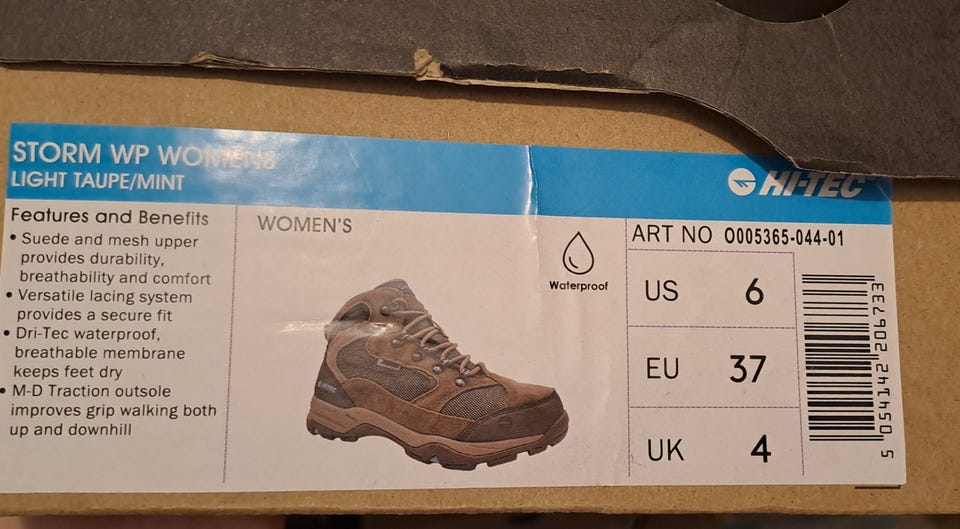 STORM WP WOMENS
LIGHT TAUPE/MINT
HI-TEC
Features and Benefits
• Suede and mesh upper
provides durability,
breathability and comfort
• Versatile lacing system
provides a secure fit
• Dri-Tec waterproof,
breathable membrane
keeps feet dry
• M-D Traction outsole
improves grip walking both
up and downhill
WOMEN'S
Waterproof
ART NO O005365-044-01
US 6
EU 37
UK 4
5 054142 206733